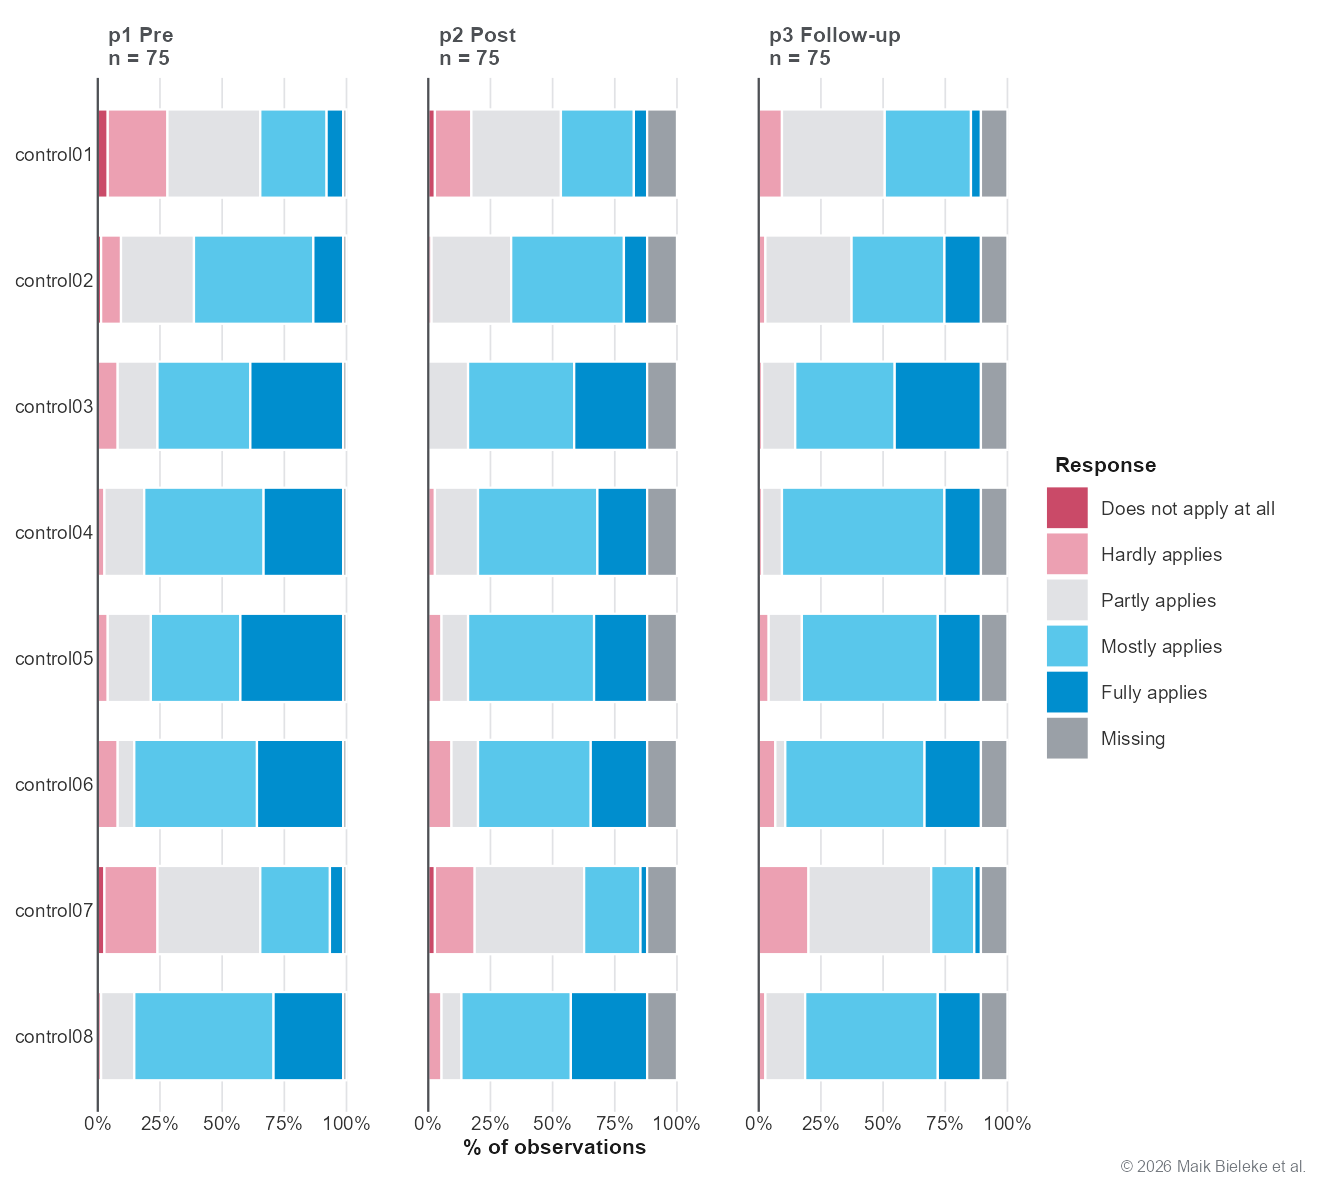 p1 Pre
n = 75
p2 Post
n = 75
p3 Follow-up
n = 75
control01
control02
control03
control04
control05
control06
control07
control08
0% 25% 50% 75% 100%
0% 25% 50% 75% 100%
0% 25% 50% 75% 100%
% of observations
Response
Does not apply at all
Hardly applies
Partly applies
Mostly applies
Fully applies
Missing
© 2026 Maik Bieleke et al.